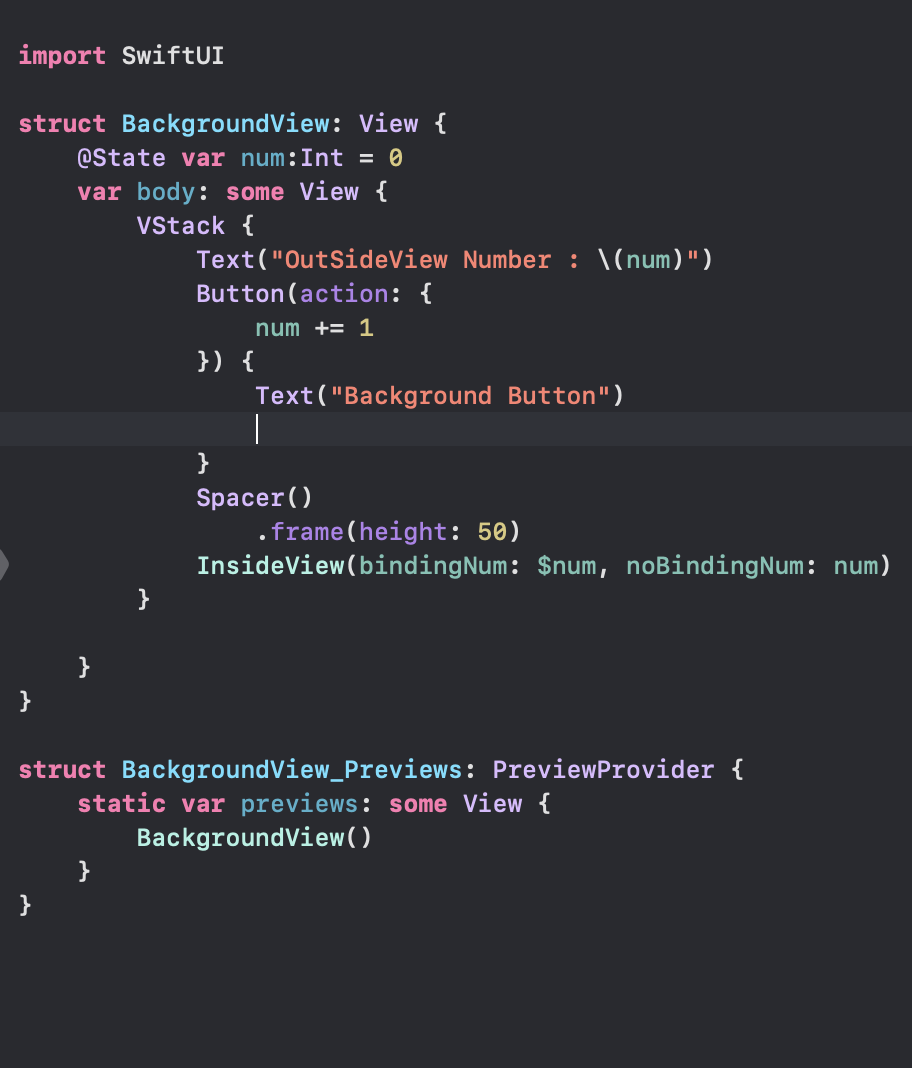 import SwiftUI
struct BackgroundView: View {
    @State var num:Int = 0
    var body: some View {
        VStack {
            Text("OutSideView Number : \(num)")
            Button(action: {
                num += 1
            }) {
                Text("Background Button")
            }
            Spacer()
                .frame(height: 50)
            InsideView(bindingNum: $num, noBindingNum: num)
        }
    }
}
struct BackgroundView_Previews: PreviewProvider {
    static var previews: some View {
        BackgroundView()
    }
}